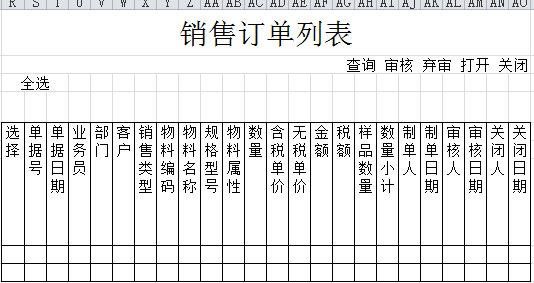 R S T U V W X Y Z AA AB AC AD AE AF AG AH AI AJ AK AL AM AN AO
销售订单列表
查询 审核 弃审 打开 关闭
全选
选择 单据号 单据日期 业务员 部门 客户 销售类型 物料编码 物料名称 规格型号 物料属性 数量 含税单价 无税单价 金额 税额 样品数量 数量小计 制单人 制单日期 审核人 审核日期 关闭人 关闭日期